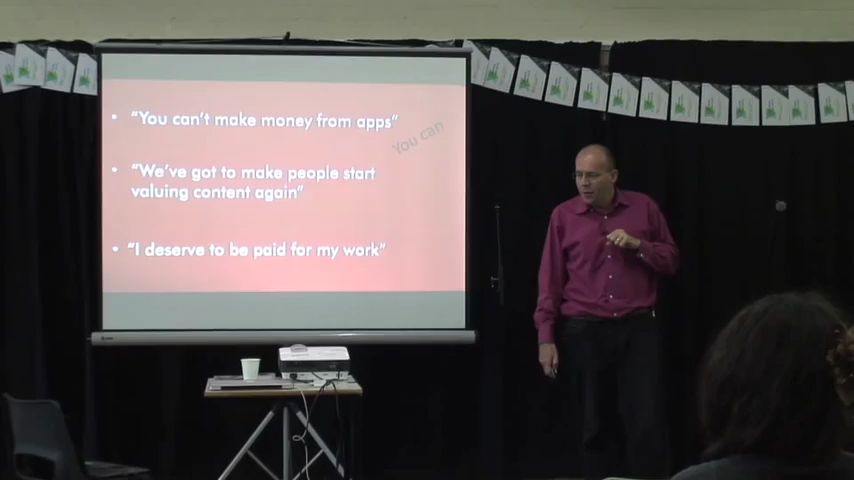 • “You can’t make money from apps”
You can
• “We’ve got to make people start
valuing content again”
• “I deserve to be paid for my work”